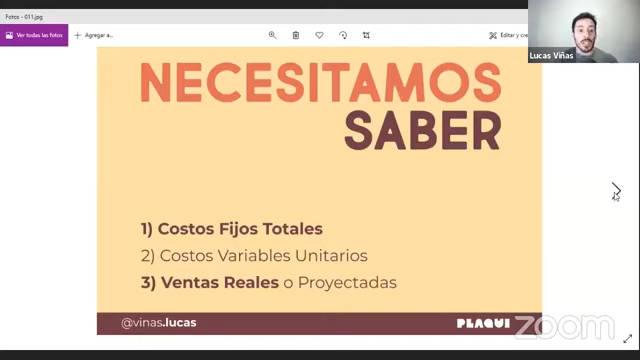 Fotos - 011.jpg
Ver todas las fotos
Agregar a...
Editar y cre
Lucas Viñas
NECESITAMOS
SABER
1) Costos Fijos Totales
2) Costos Variables Unitarios
3) Ventas Reales o Proyectadas
@vinas.lucas
PLAQUI
zoom